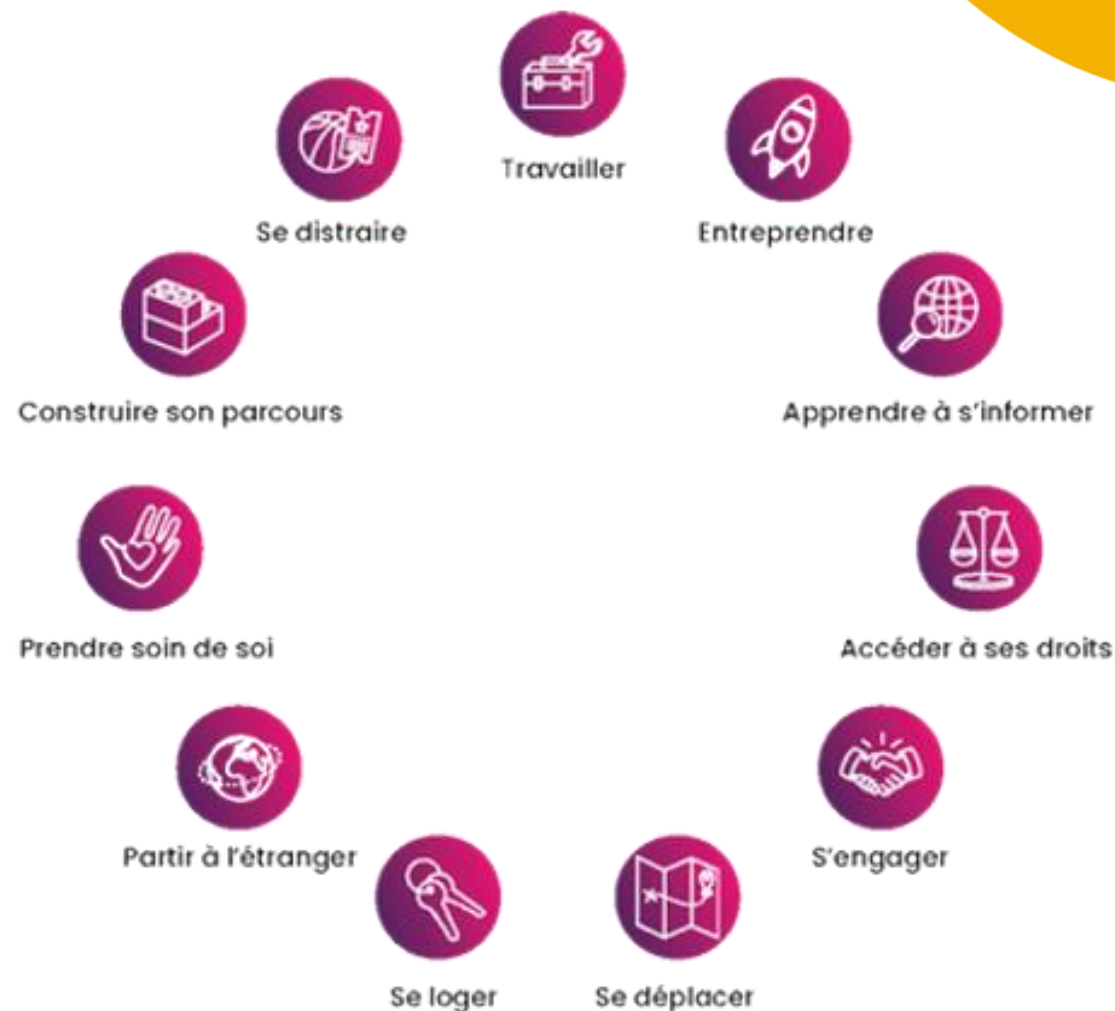 Travailler
Se distraire
Entreprendre
Construire son parcours
Apprendre à s'informer
Prendre soin de soi
Accéder à ses droits
Partir à l'étranger
S'engager
Se loger
Se déplacer